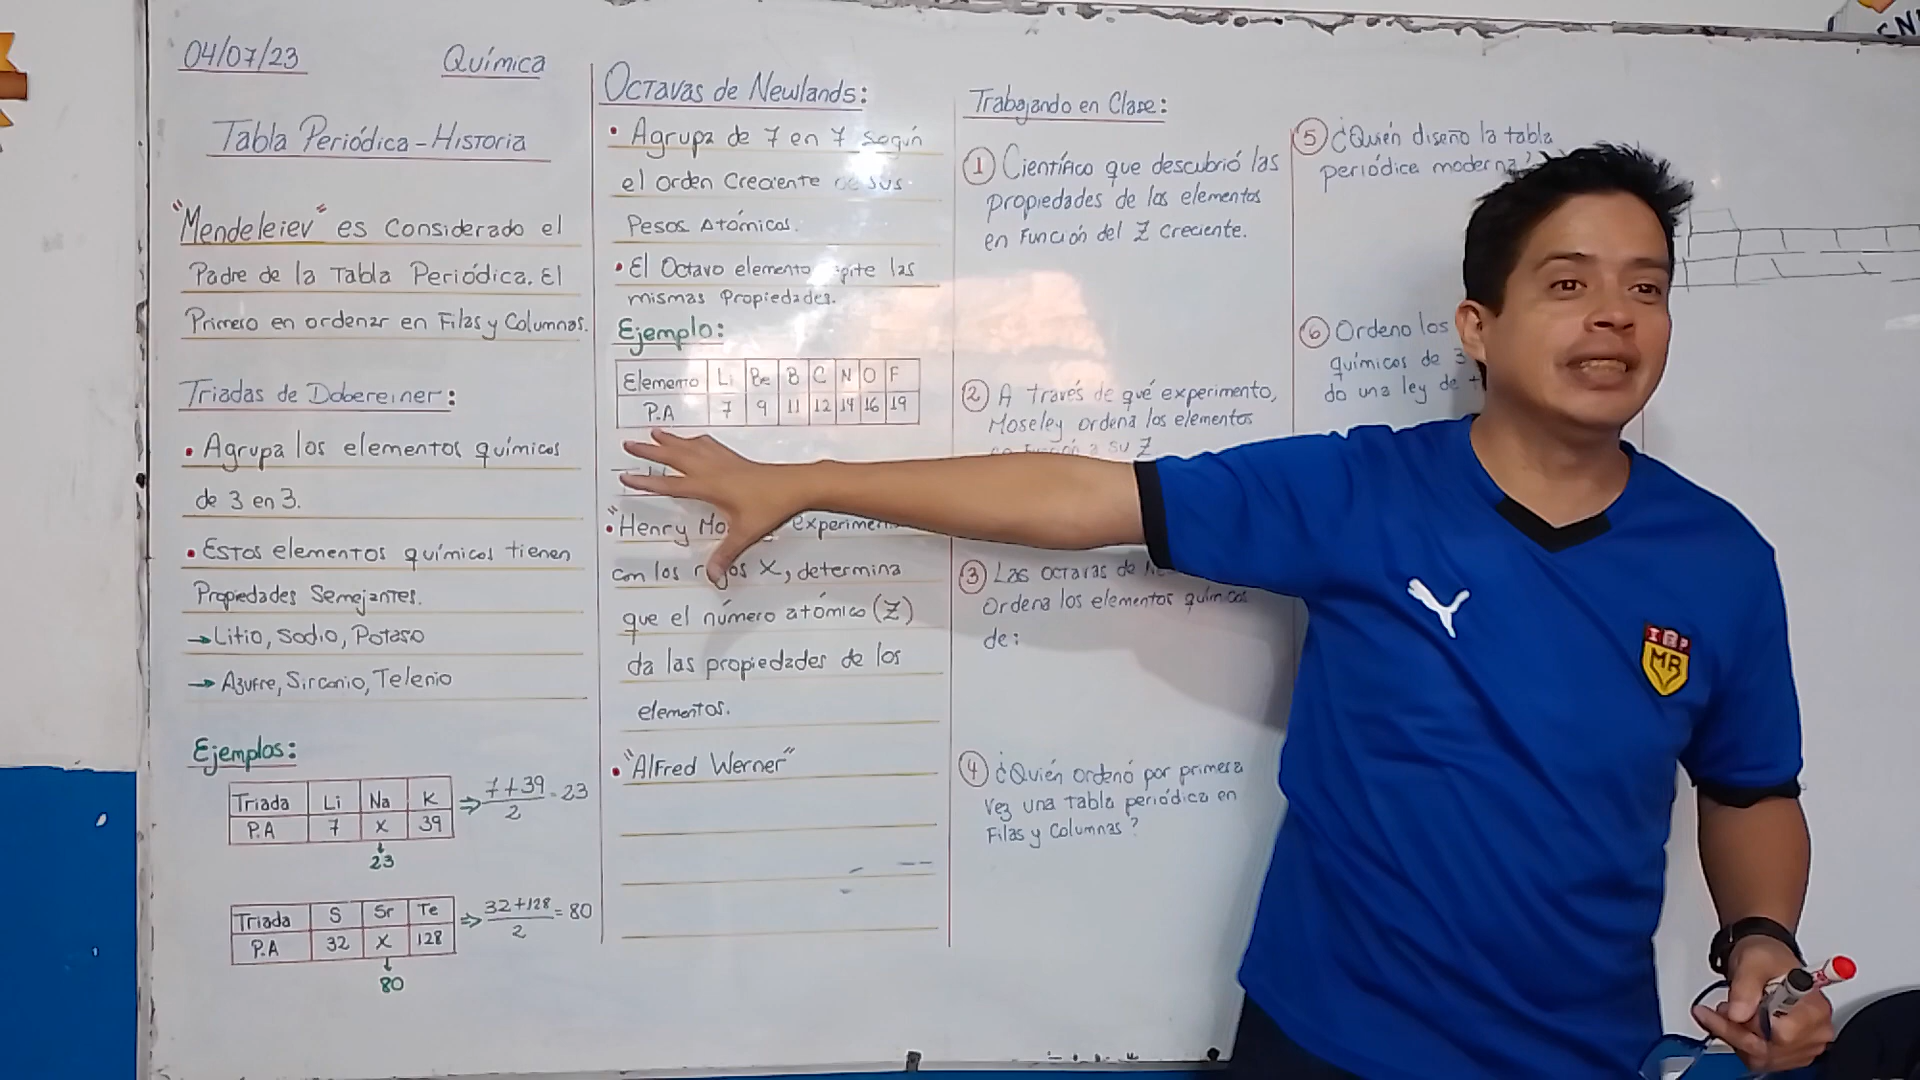 04/07/23 Química
Tabla Periódica - Historia
"Mendeleiev" es Considerado el
Padre de la Tabla Periódica. El
Primero en ordenar en Filas y Columnas.
Triadas de Dobereiner:
• Agrupa los elementos químicos
de 3 en 3.
• Estos elementos químicos tienen
Propiedades Semejantes.
→ Litio, Sodio, Potasio
→ Azufre, Sirconio, Telenio
Ejemplos:
Triada Li Na K ⇒ 7+39/2 = 23
P.A 7 X 39
23
Triada S Sr Te ⇒ 32+128/2 = 80
P.A 32 X 128
80
Octavas de Newlands:
• Agrupa de 7 en 7 según
el orden Creciente de sus
Pesos Atómicos.
• El Octavo elemento las
mismas Propiedades.
Ejemplo:
Elemento Li Be B C N O F
P.A 7 9 11 12 14 16 19
• "Henry
con los rayos X, determina
que el número atómico (Z)
da las propiedades de los
elementos.
• "Alfred Werner"
Trabajando en Clase:
① Científico que descubrió las
propiedades de los elementos
en Función del Z Creciente.
② A través de qué experimento,
Moseley ordena los elementos
en función a su Z
③ Las octavas de
Ordena los elementos químicos
de:
④ ¿Quién ordenó por primera
Vez una tabla periódica en
Filas y Columnas?
⑤ ¿Quién diseño la tabla
periódica moderna?
⑥ Ordeno los
químicos de 3
do una ley de
IEP
MR